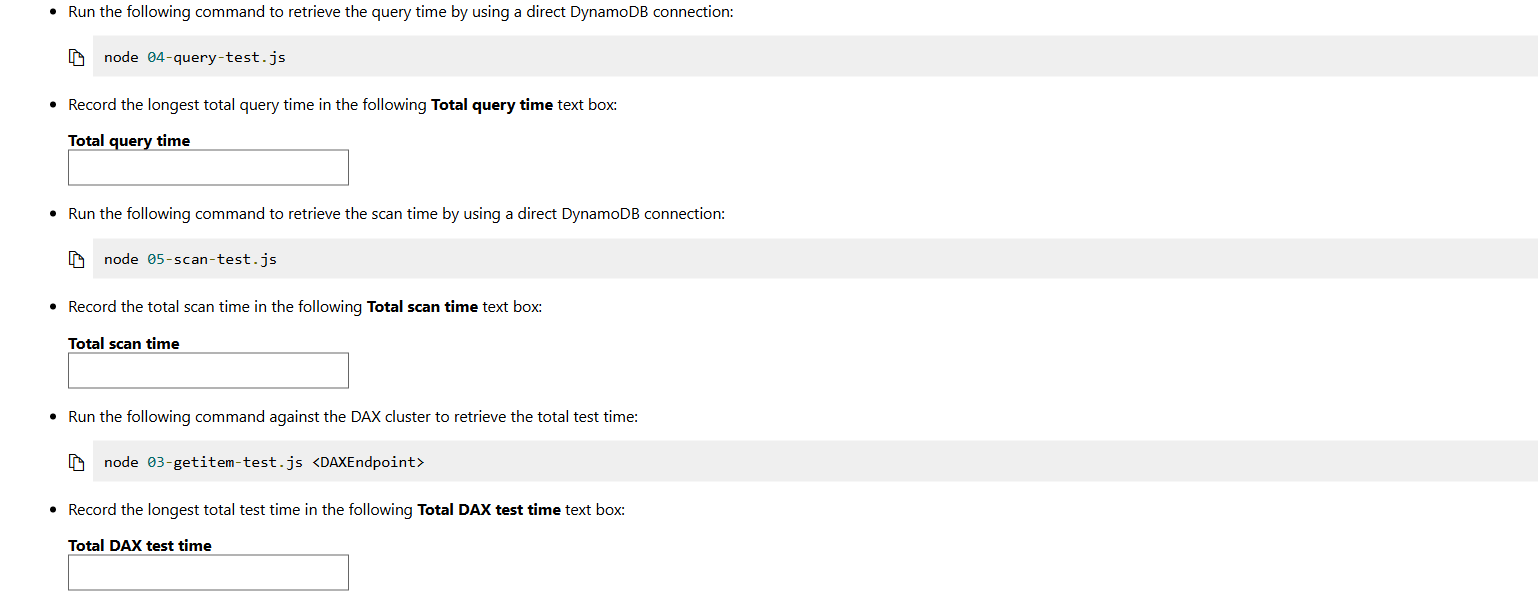 Run the following command to retrieve the query time by using a direct DynamoDB connection:
node 04-query-test.js
Record the longest total query time in the following Total query time text box:
Total query time
Run the following command to retrieve the scan time by using a direct DynamoDB connection:
node 05-scan-test.js
Record the total scan time in the following Total scan time text box:
Total scan time
Run the following command against the DAX cluster to retrieve the total test time:
node 03-getitem-test.js <DAXEndpoint>
Record the longest total test time in the following Total DAX test time text box:
Total DAX test time